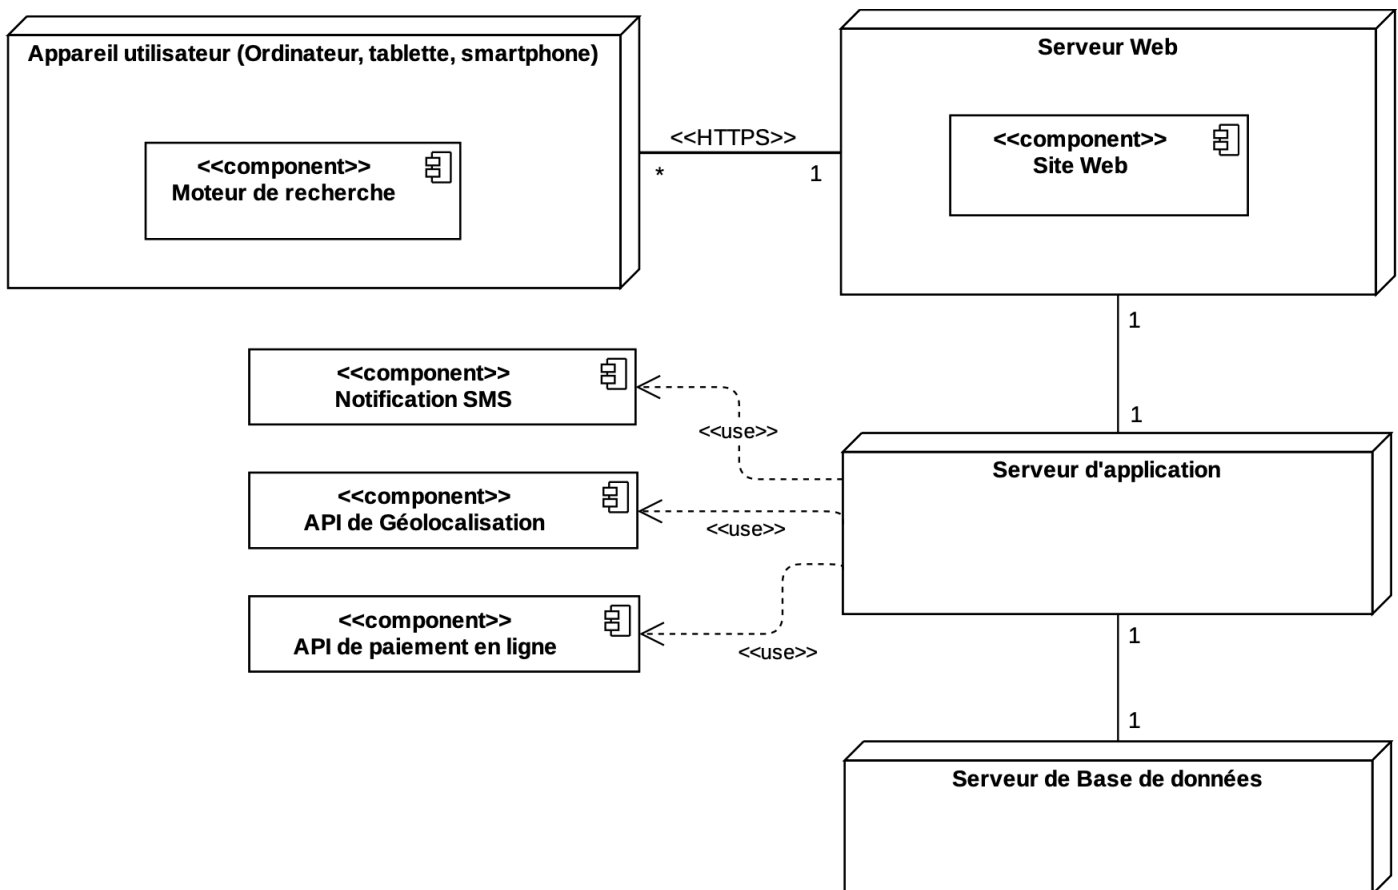 Appareil utilisateur (Ordinateur, tablette, smartphone)
<<component>>
Moteur de recherche
<<HTTPS>>
*
1
Serveur Web
<<component>>
Site Web
1
1
<<component>>
Notification SMS
<<use>>
<<component>>
API de Géolocalisation
<<use>>
<<component>>
API de paiement en ligne
<<use>>
Serveur d'application
1
1
Serveur de Base de données